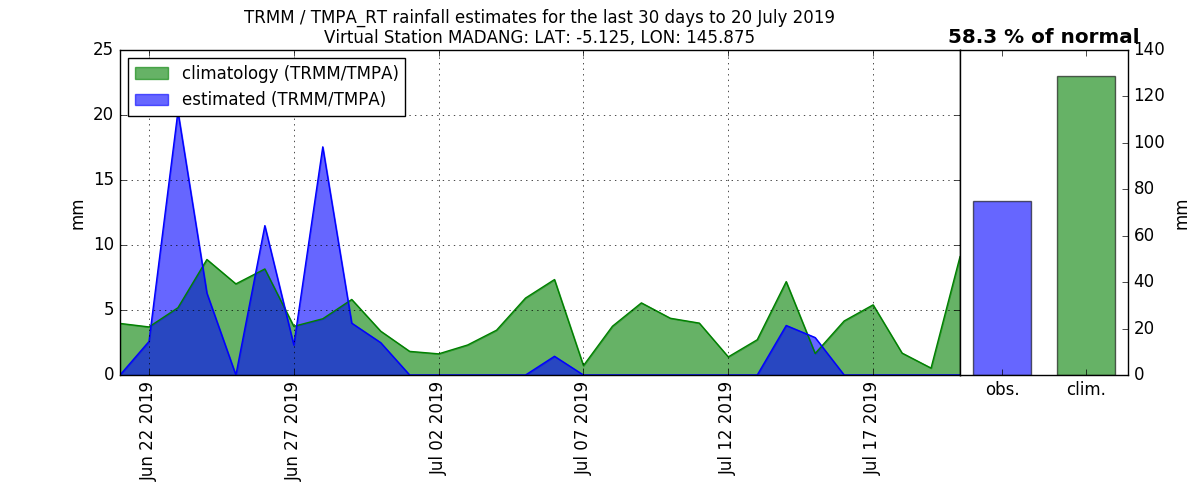 TRMM / TMPA_RT rainfall estimates for the last 30 days to 20 July 2019
Virtual Station MADANG: LAT: -5.125, LON: 145.875
58.3 % of normal
climatology (TRMM/TMPA)
estimated (TRMM/TMPA)
25
20
15
10
5
0
mm
Jun 22 2019
Jun 27 2019
Jul 02 2019
Jul 07 2019
Jul 12 2019
Jul 17 2019
obs.
clim.
140
120
100
80
60
40
20
0
mm